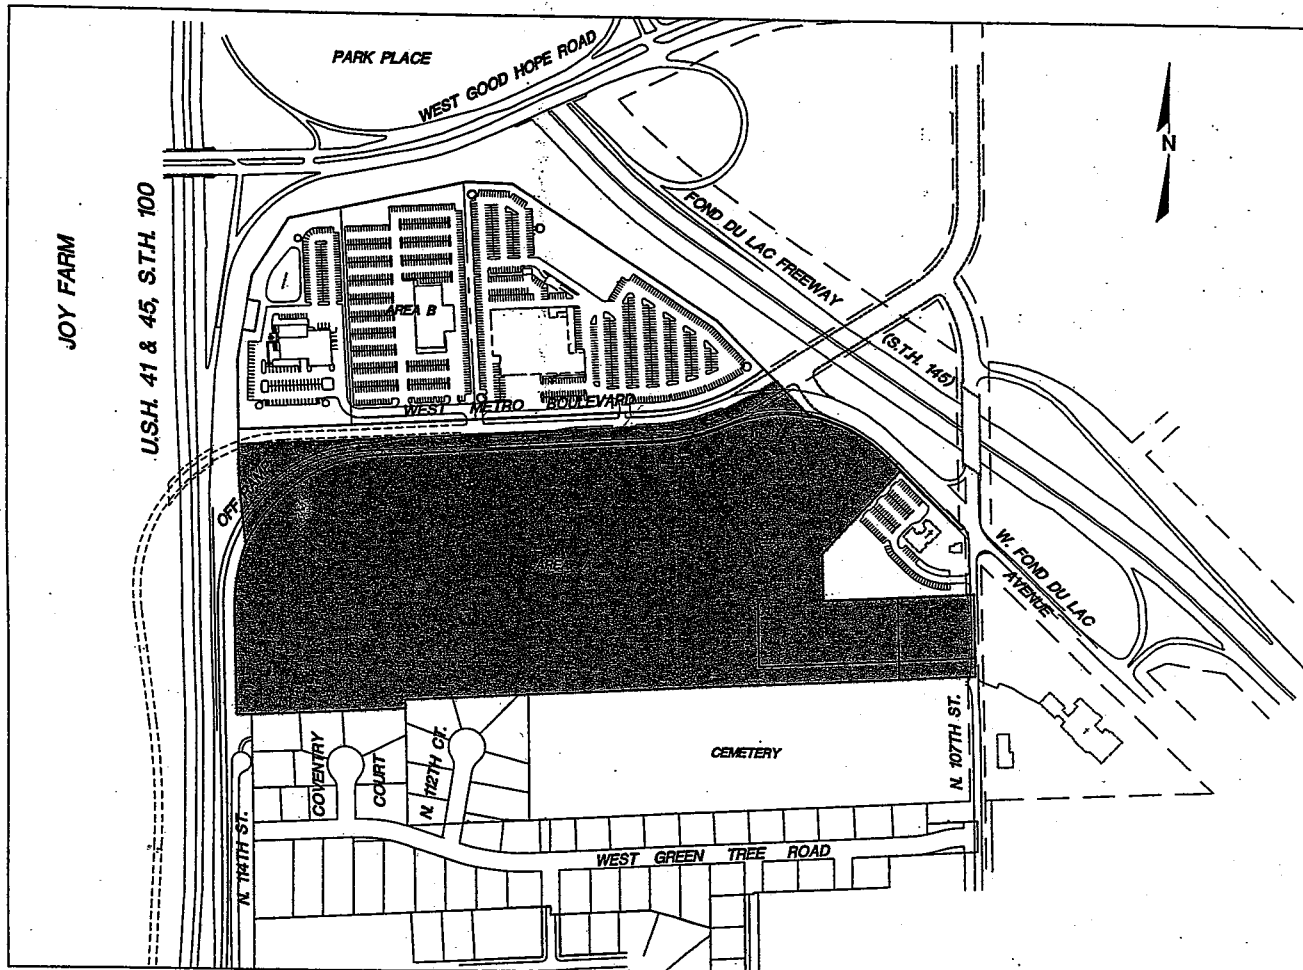 PARK PLACE
WEST GOOD HOPE ROAD
N
JOY FARM
U.S.H. 41 & 45, S.T.H. 100
FOND DU LAC FREEWAY
(S.T.H. 145)
AREA B
WEST METRO BOULEVARD
OFF
W. FOND DU LAC
AVENUE
COVENTRY
COURT
N. 112TH CT.
CEMETERY
N. 107TH ST.
N. 114TH ST.
WEST GREEN TREE ROAD